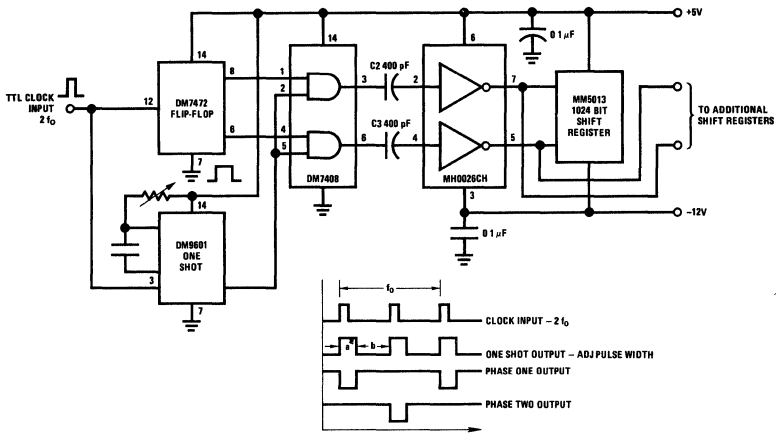 +5V
14
14
6
0 1 µF
C2 400 pF
8
1
3
2
7
2
TTL CLOCK
INPUT
2 fO
12
DM7472
FLIP-FLOP
MM5013
1024 BIT
SHIFT
REGISTER
TO ADDITIONAL
SHIFT REGISTERS
C3 400 pF
6
4
6
4
5
5
7
DM7408
MH0026CH
3
14
-12V
DM9601
ONE
SHOT
0 1 µF
3
7
fO
CLOCK INPUT – 2 fO
a
b
ONE SHOT OUTPUT – ADJ PULSE WIDTH
PHASE ONE OUTPUT
PHASE TWO OUTPUT